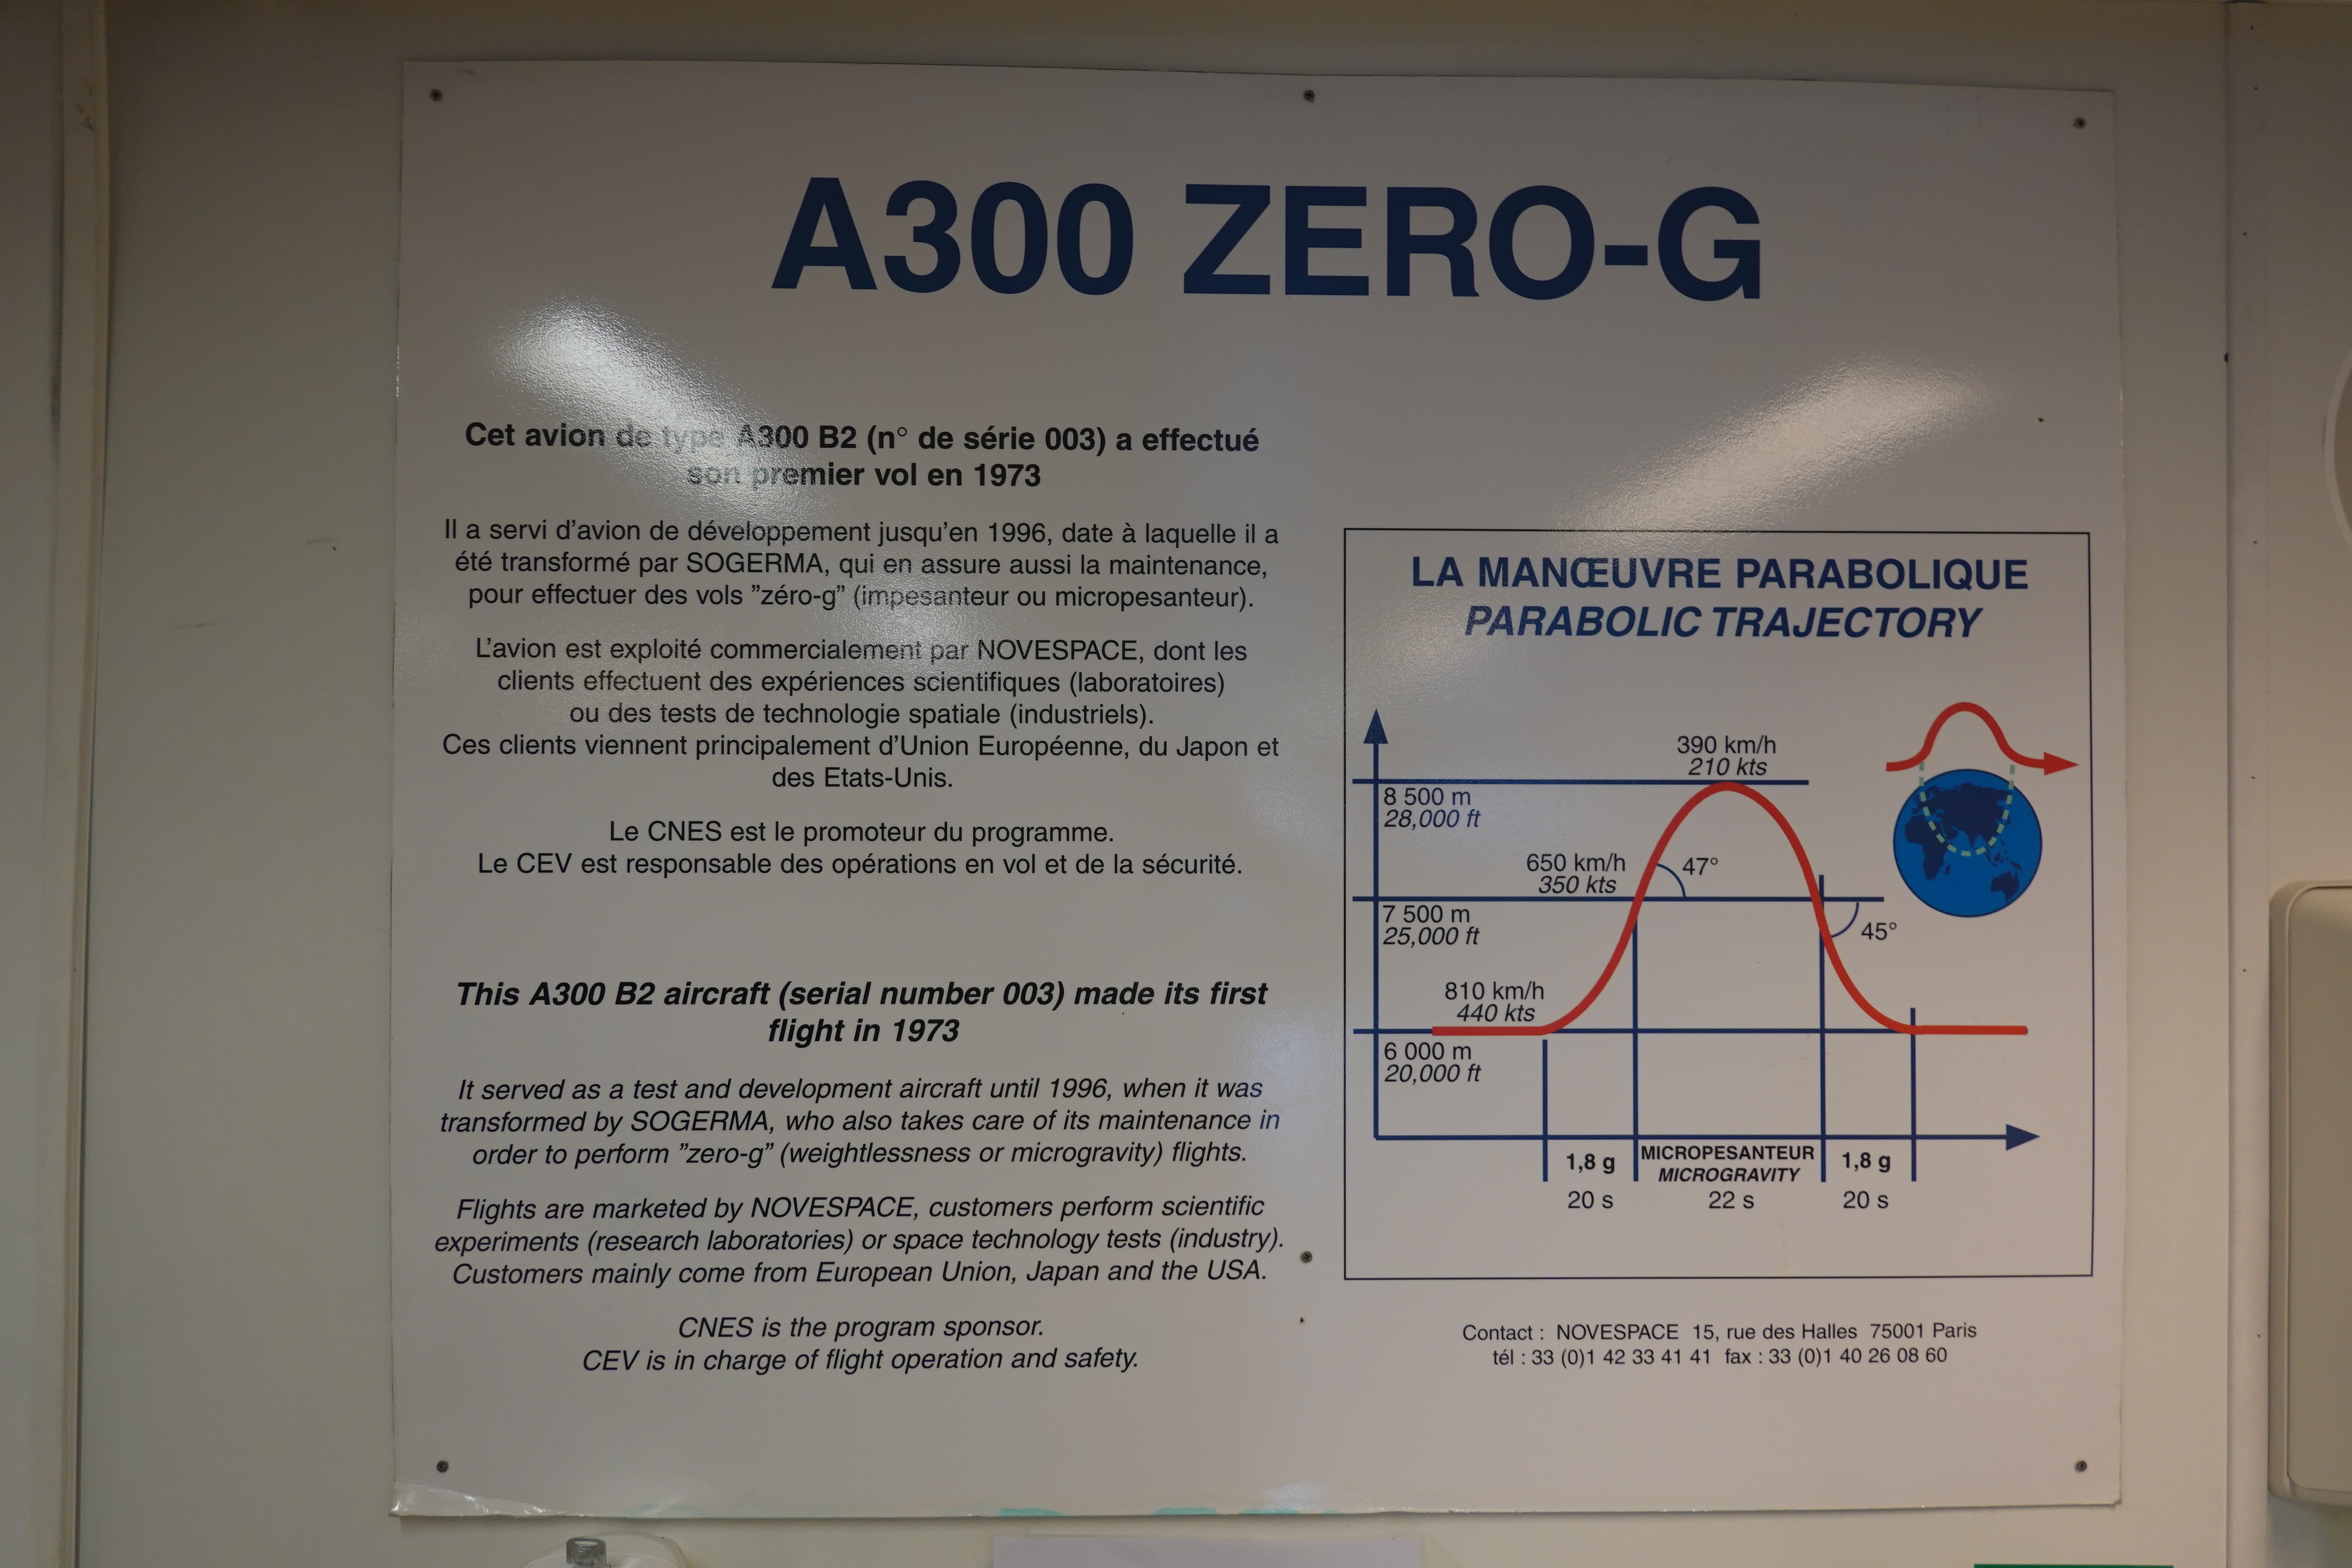 A300 ZERO-G
Cet avion de type A300 B2 (n° de série 003) a effectué
son premier vol en 1973
Il a servi d'avion de développement jusqu'en 1996, date à laquelle il a
été transformé par SOGERMA, qui en assure aussi la maintenance,
pour effectuer des vols "zéro-g" (impesanteur ou micropesanteur).
L'avion est exploité commercialement par NOVESPACE, dont les
clients effectuent des expériences scientifiques (laboratoires)
ou des tests de technologie spatiale (industriels).
Ces clients viennent principalement d'Union Européenne, du Japon et
des Etats-Unis.
Le CNES est le promoteur du programme.
Le CEV est responsable des opérations en vol et de la sécurité.
This A300 B2 aircraft (serial number 003) made its first
flight in 1973
It served as a test and development aircraft until 1996, when it was
transformed by SOGERMA, who also takes care of its maintenance in
order to perform "zero-g" (weightlessness or microgravity) flights.
Flights are marketed by NOVESPACE, customers perform scientific
experiments (research laboratories) or space technology tests (industry).
Customers mainly come from European Union, Japan and the USA.
CNES is the program sponsor.
CEV is in charge of flight operation and safety.
LA MANŒUVRE PARABOLIQUE
PARABOLIC TRAJECTORY
390 km/h
210 kts
8 500 m
28,000 ft
650 km/h
350 kts
47°
7 500 m
25,000 ft
45°
810 km/h
440 kts
6 000 m
20,000 ft
1,8 g
MICROPESANTEUR
MICROGRAVITY
1,8 g
20 s
22 s
20 s
Contact : NOVESPACE 15, rue des Halles 75001 Paris
tél : 33 (0)1 42 33 41 41 fax : 33 (0)1 40 26 08 60